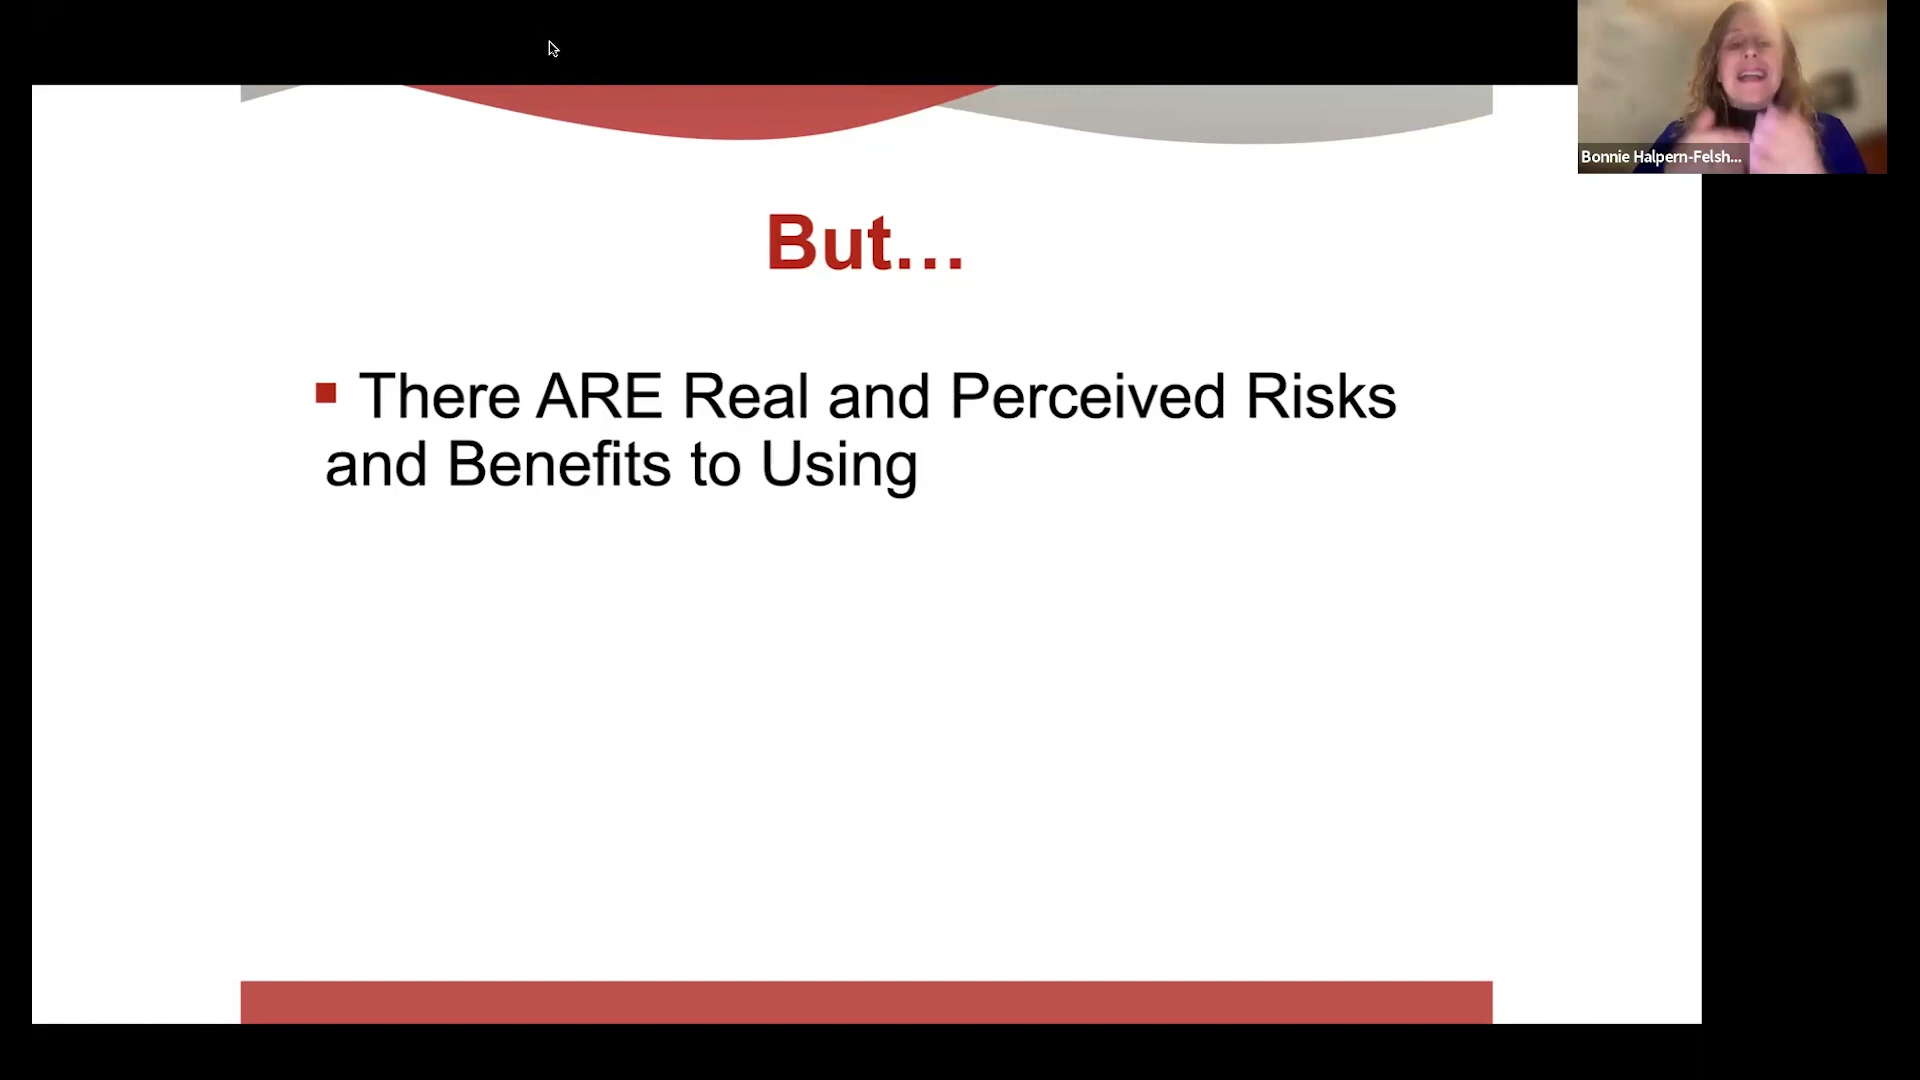 Bonnie Halpern-Felsh...
But...
There ARE Real and Perceived Risks
and Benefits to Using